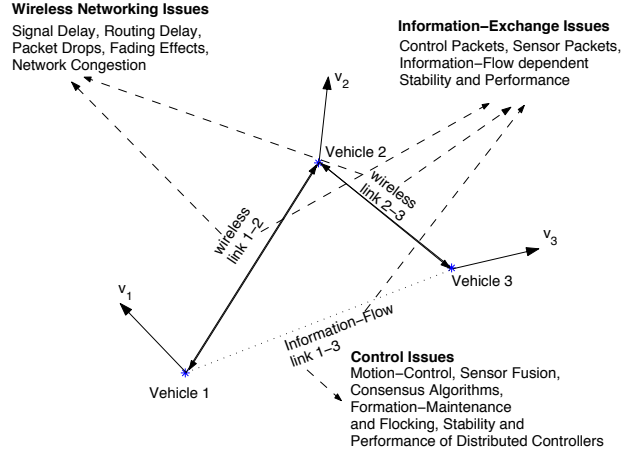 Wireless Networking Issues
Signal Delay, Routing Delay,
Packet Drops, Fading Effects,
Network Congestion
Information−Exchange Issues
Control Packets, Sensor Packets,
Information−Flow dependent
Stability and Performance
v2
Vehicle 2
wireless
link 2−3
wireless
link 1−2
v3
Vehicle 3
v1
Information−Flow
link 1−3
Vehicle 1
Control Issues
Motion−Control, Sensor Fusion,
Consensus Algorithms,
Formation−Maintenance
and Flocking, Stability and
Performance of Distributed Controllers